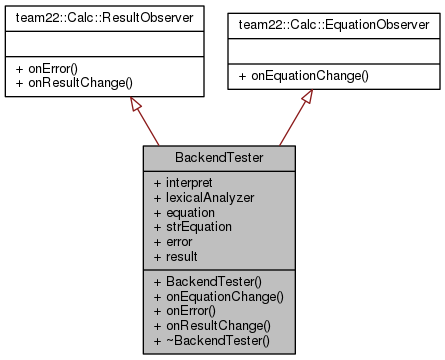 team22::Calc::ResultObserver
+ onError()
+ onResultChange()
team22::Calc::EquationObserver
+ onEquationChange()
BackendTester
+ interpret
+ lexicalAnalyzer
+ equation
+ strEquation
+ error
+ result
+ BackendTester()
+ onEquationChange()
+ onError()
+ onResultChange()
+ ~BackendTester()